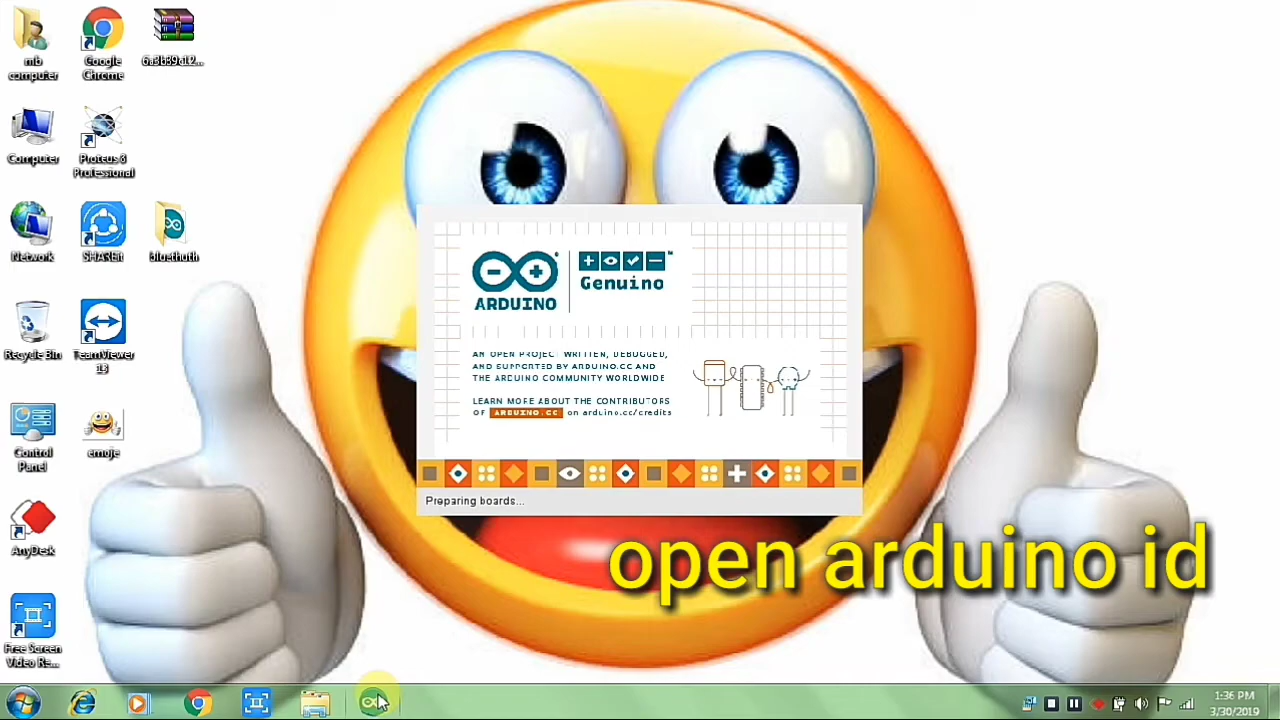 mb
computer
Google
Chrome
Computer
Proteus 8
Professional
Network
SHAREit
bluethuth
Recycle Bin
TeamViewer
13
Control
Panel
emoje
AnyDesk
Free Screen
Video Re...
ARDUINO
Genuino
AN OPEN PROJECT WRITTEN, DEBUGGED,
AND SUPPORTED BY ARDUINO.CC AND
THE ARDUINO COMMUNITY WORLDWIDE
LEARN MORE ABOUT THE CONTRIBUTORS
OF ARDUINO.CC on arduino.cc/credits
Preparing boards...
open arduino id
1:36 PM
3/30/2019